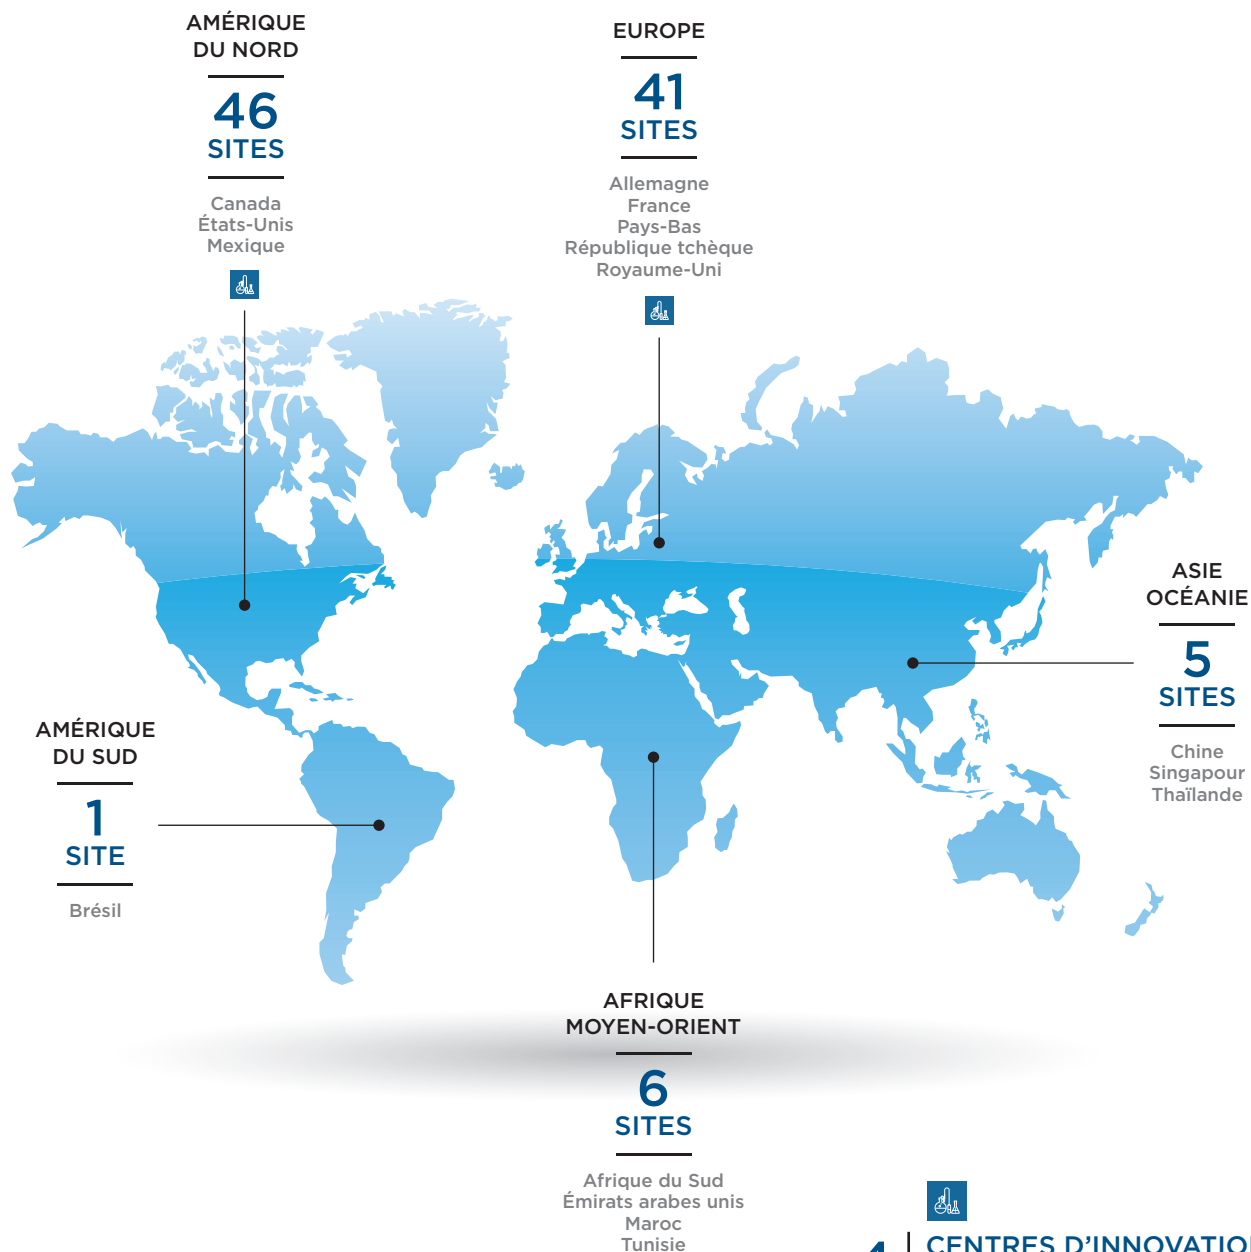 AMÉRIQUE
DU NORD
46
SITES
Canada
États-Unis
Mexique
EUROPE
41
SITES
Allemagne
France
Pays-Bas
République tchèque
Royaume-Uni
ASIE
OCÉANIE
5
SITES
Chine
Singapour
Thaïlande
AMÉRIQUE
DU SUD
1
SITE
Brésil
AFRIQUE
MOYEN-ORIENT
6
SITES
Afrique du Sud
Émirats arabes unis
Maroc
Tunisie
CENTRES D'INNOVATION